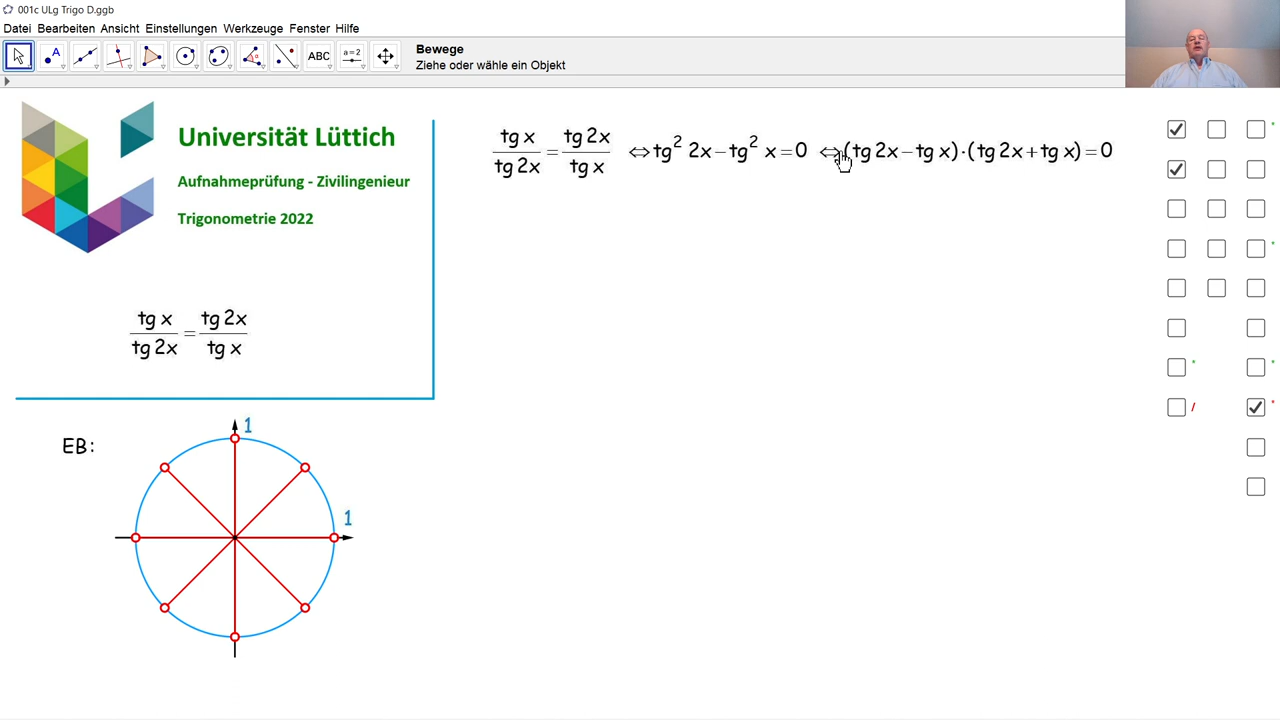 001c ULg Trigo D.ggb
Datei Bearbeiten Ansicht Einstellungen Werkzeuge Fenster Hilfe
A
ABC
a=2
Bewege
Ziehe oder wähle ein Objekt
Universität Lüttich
Aufnahmeprüfung - Zivilingenieur
Trigonometrie 2022
tg x / tg 2x = tg 2x / tg x
tg x / tg 2x = tg 2x / tg x ⇔ tg² 2x − tg² x = 0 ⇔ (tg 2x − tg x) · (tg 2x + tg x) = 0
EB:
1
1